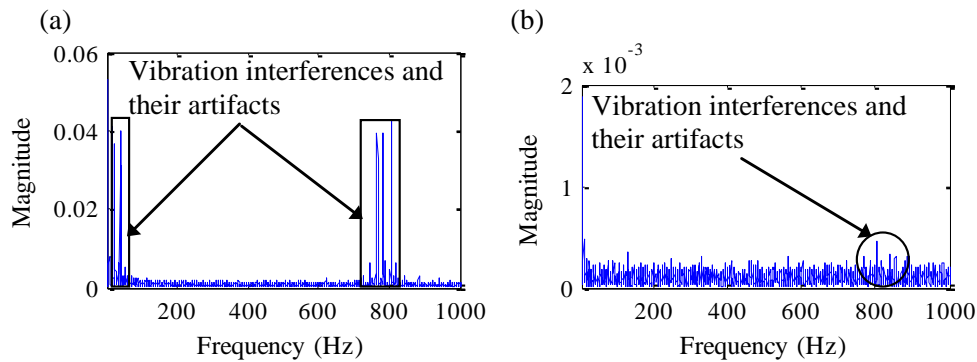 (a)
Magnitude
0.06
0.04
0.02
0
Vibration interferences and
their artifacts
200 400 600 800 1000
Frequency (Hz)
(b)
x 10⁻³
Magnitude
2
1
0
Vibration interferences and
their artifacts
200 400 600 800 1000
Frequency (Hz)